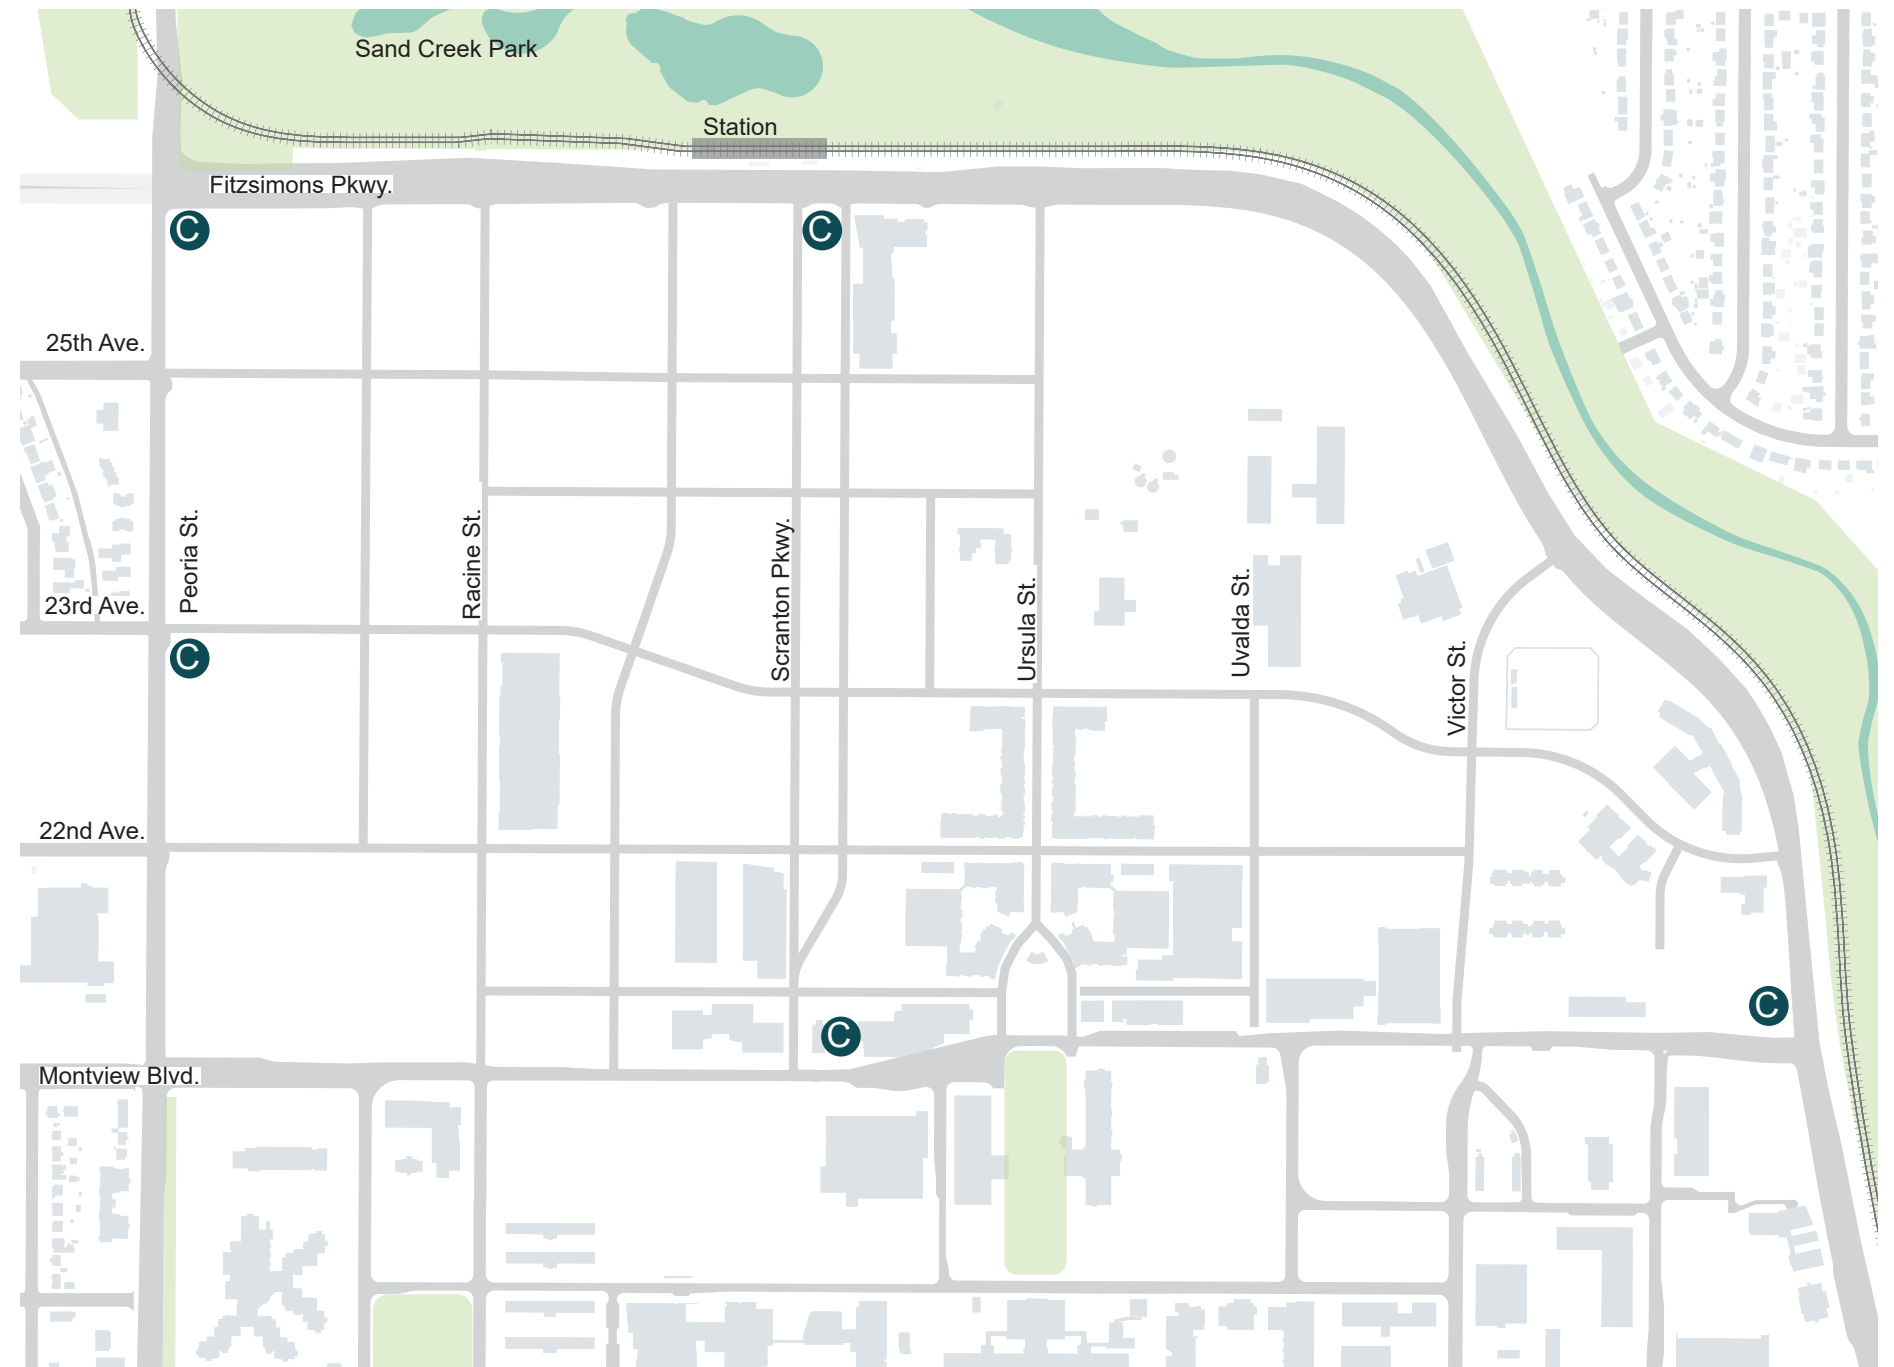 Sand Creek Park
Station
Fitzsimons Pkwy.
C
C
25th Ave.
Peoria St.
Racine St.
Scranton Pkwy.
Ursula St.
Uvalda St.
Victor St.
23rd Ave.
C
22nd Ave.
C
C
Montview Blvd.